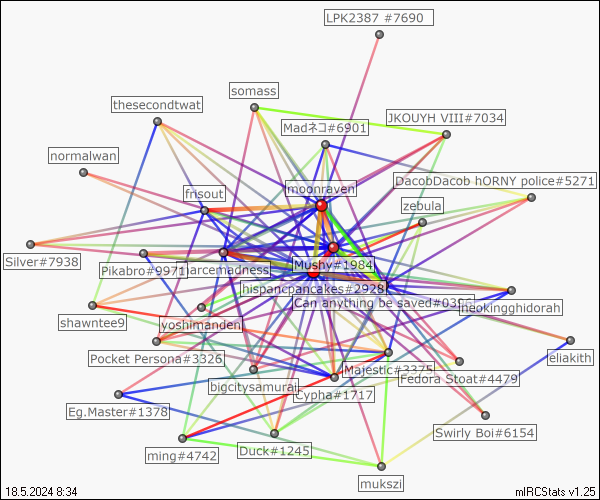 LPK2387 #7690
somass
thesecondtwat
JKOUYH VIII#7034
Madネコ#6901
normalwan
DacobDacob hORNY police#5271
moonraven
frisout
zebula
Silver#7938
Mushy#1984
Pikabro#9971
arcemadness
hispanicpancakes#2928
Can anything be saved#0396
neokingghidorah
shawntee9
yoshimanden
Pocket Persona#3326
eliakith
Majestic#3375
Fedora Stoat#4479
bigcitysamurai
Cypha#1717
Eg.Master#1378
Swirly Boi#6154
Duck#1245
ming#4742
mukszi
18.5.2024 8:34
mIRCStats v1.25